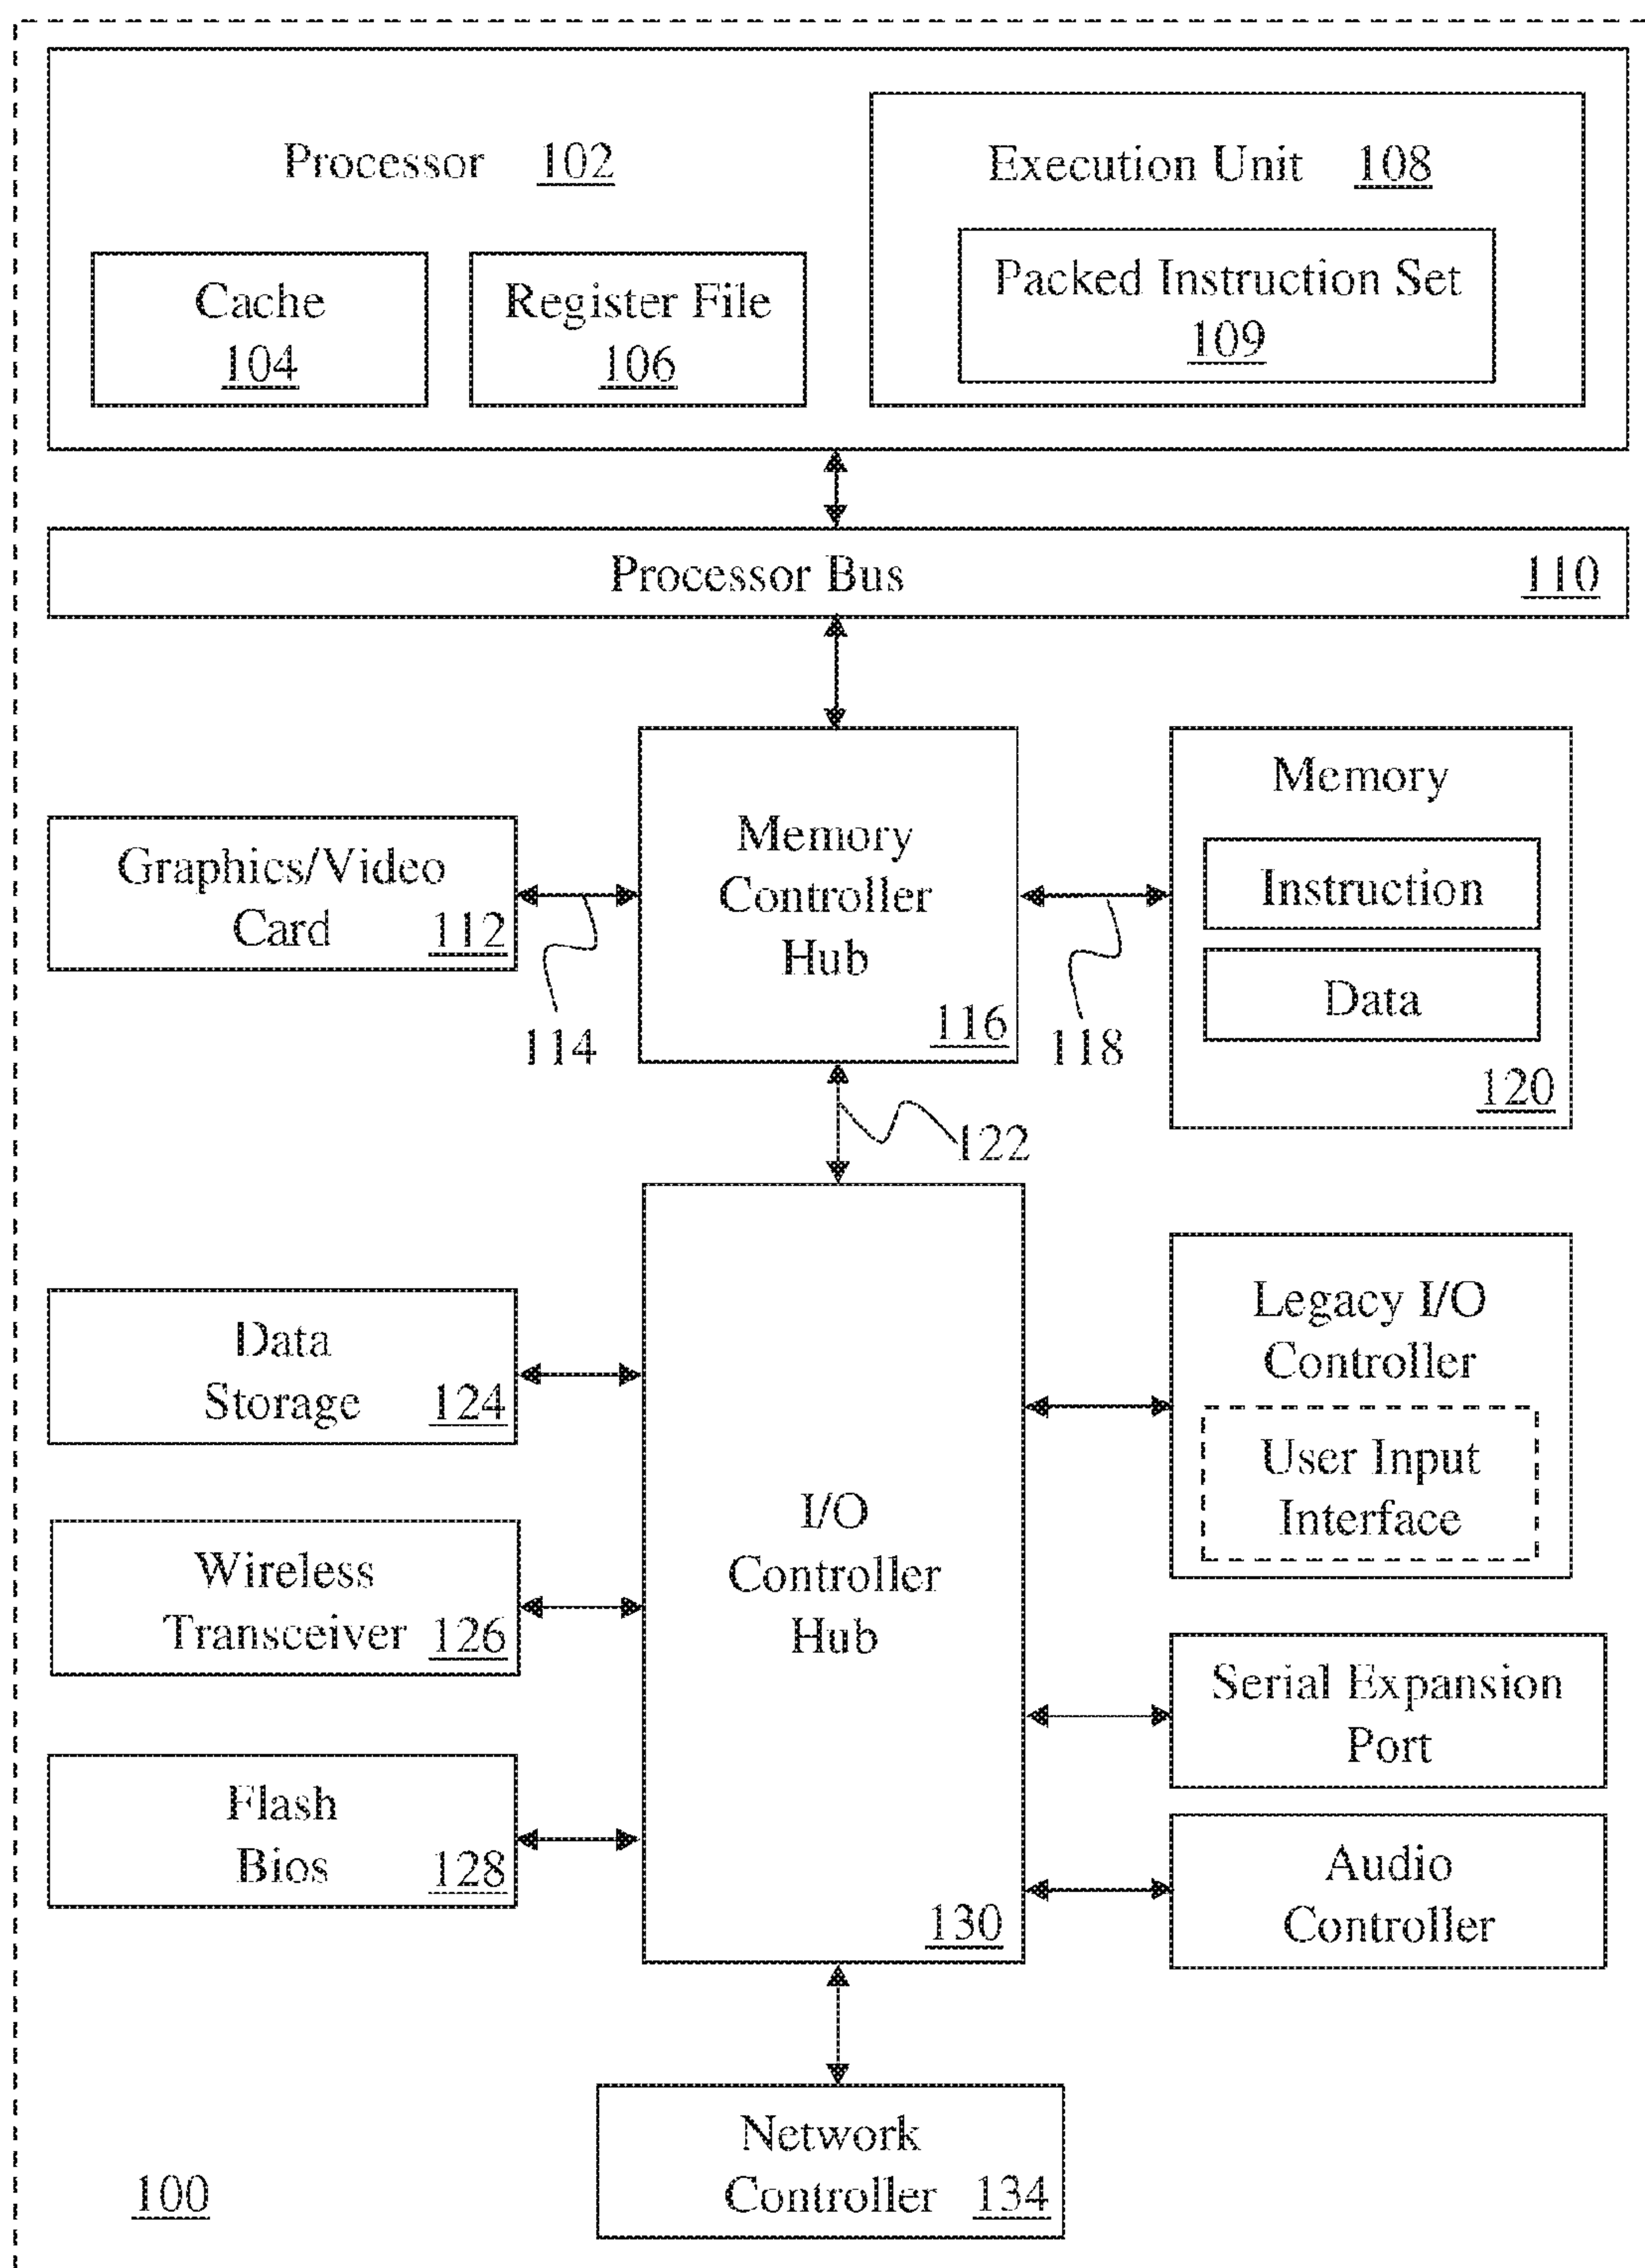 Processor 102
Execution Unit 108
Packed Instruction Set
109
Cache
104
Register File
106
Processor Bus 110
Memory
Controller
Hub
116
Graphics/Video
Card 112
114
118
Memory
Instruction
Data
120
122
Data
Storage 124
Wireless
Transceiver 126
Flash
Bios 128
I/O
Controller
Hub
130
Legacy I/O
Controller
User Input
Interface
Serial Expansion
Port
Audio
Controller
Network
Controller 134
100